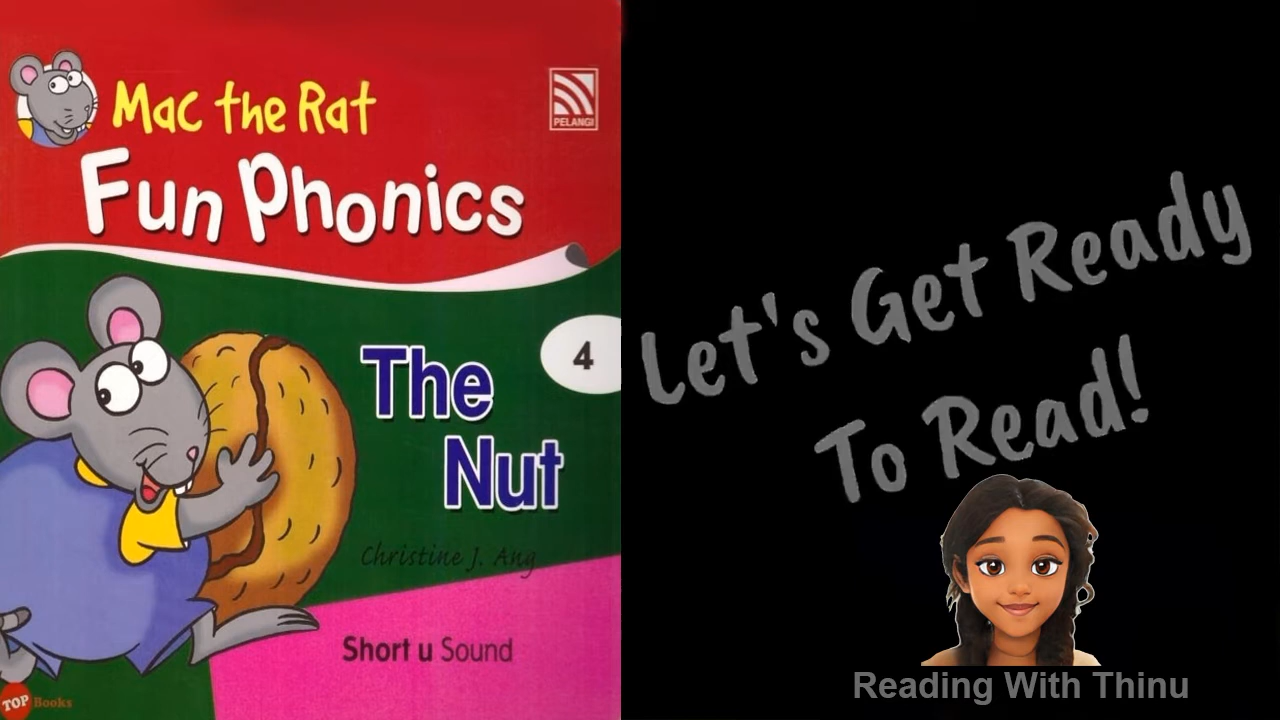 Mac the Rat
PELANGI
Fun Phonics
4
The
Nut
Christine J. Ang
Short u Sound
TOP Books
Let's Get Ready
To Read!
Reading With Thinu